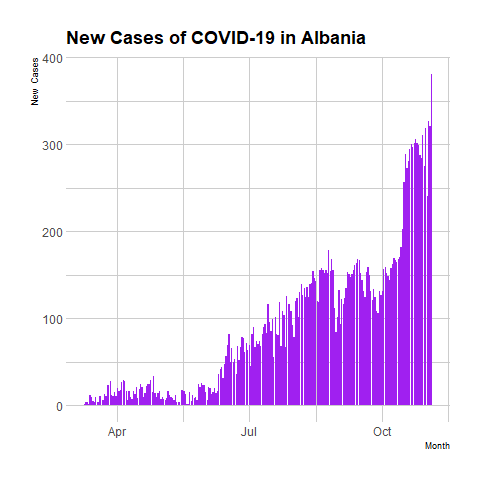 New Cases of COVID-19 in Albania
New Cases
400
300
200
100
0
Apr
Jul
Oct
Month